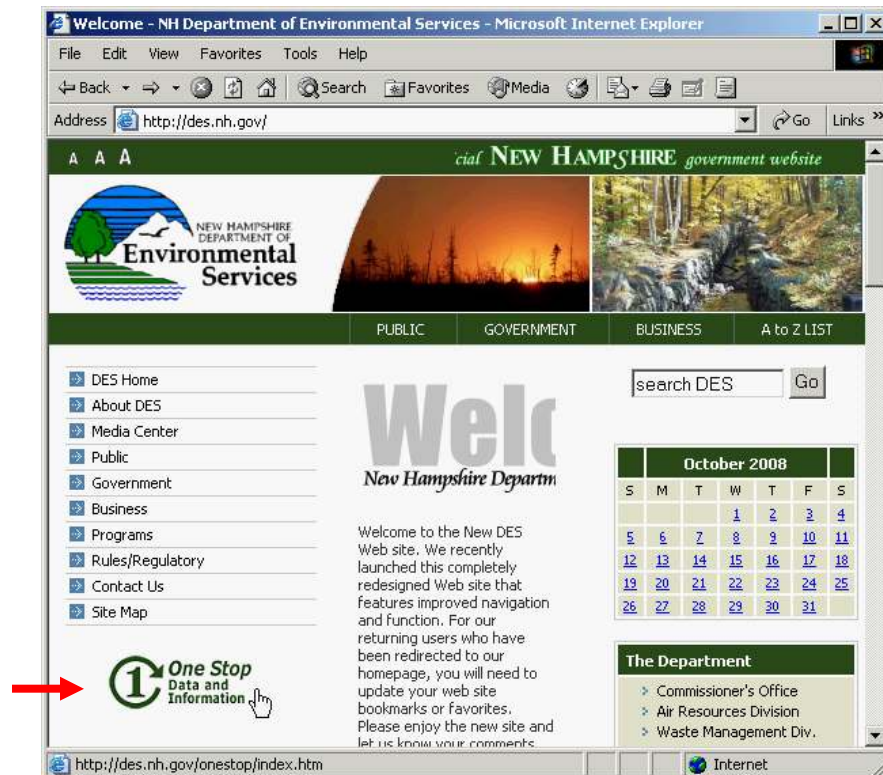 Welcome - NH Department of Environmental Services - Microsoft Internet Explorer
File Edit View Favorites Tools Help
Back Search Favorites Media
Address http://des.nh.gov/ Go Links »
A A A
cial NEW HAMPSHIRE government website
NEW HAMPSHIRE
DEPARTMENT OF
Environmental
Services
PUBLIC GOVERNMENT BUSINESS A to Z LIST
DES Home
About DES
Media Center
Public
Government
Business
Programs
Rules/Regulatory
Contact Us
Site Map
1 One Stop
Data and
Information
Welc
New Hampshire Departm
Welcome to the New DES
Web site. We recently
launched this completely
redesigned Web site that
features improved navigation
and function. For our
returning users who have
been redirected to our
homepage, you will need to
update your web site
bookmarks or favorites.
Please enjoy the new site and
let us know your comments
search DES Go
October 2008
S M T W T F S
1 2 3 4
5 6 7 8 9 10 11
12 13 14 15 16 17 18
19 20 21 22 23 24 25
26 27 28 29 30 31
The Department
Commissioner's Office
Air Resources Division
Waste Management Div.
http://des.nh.gov/onestop/index.htm Internet